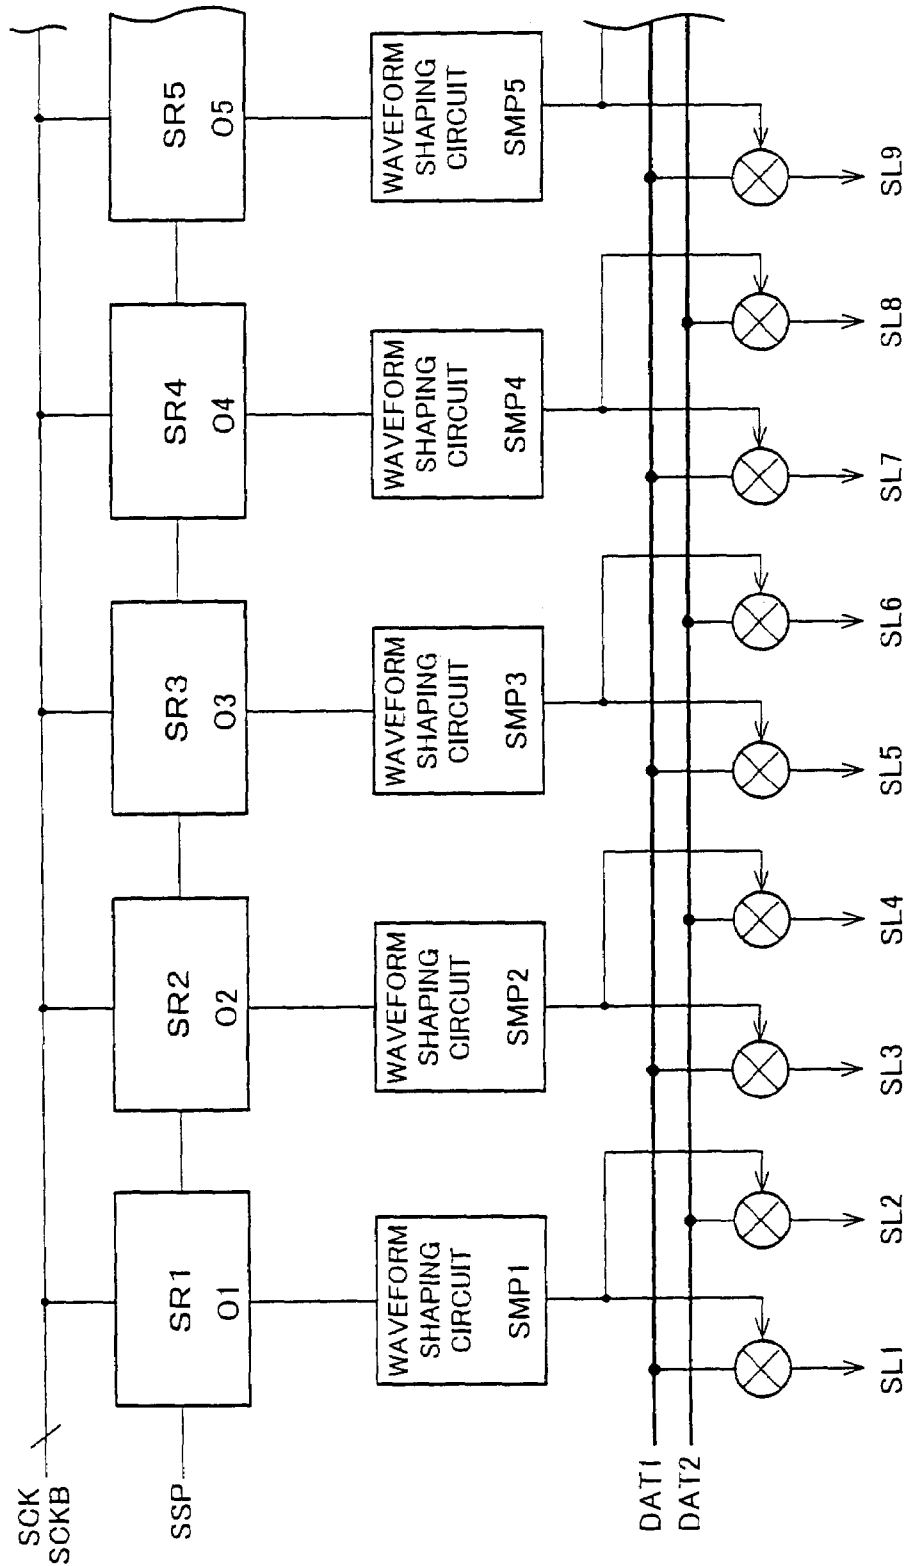 SCK
SCKB
SSP
SR1
O1
SR2
O2
SR3
O3
SR4
O4
SR5
O5
WAVEFORM
SHAPING
CIRCUIT
SMP1
WAVEFORM
SHAPING
CIRCUIT
SMP2
WAVEFORM
SHAPING
CIRCUIT
SMP3
WAVEFORM
SHAPING
CIRCUIT
SMP4
WAVEFORM
SHAPING
CIRCUIT
SMP5
DAT1
DAT2
SL1
SL2
SL3
SL4
SL5
SL6
SL7
SL8
SL9